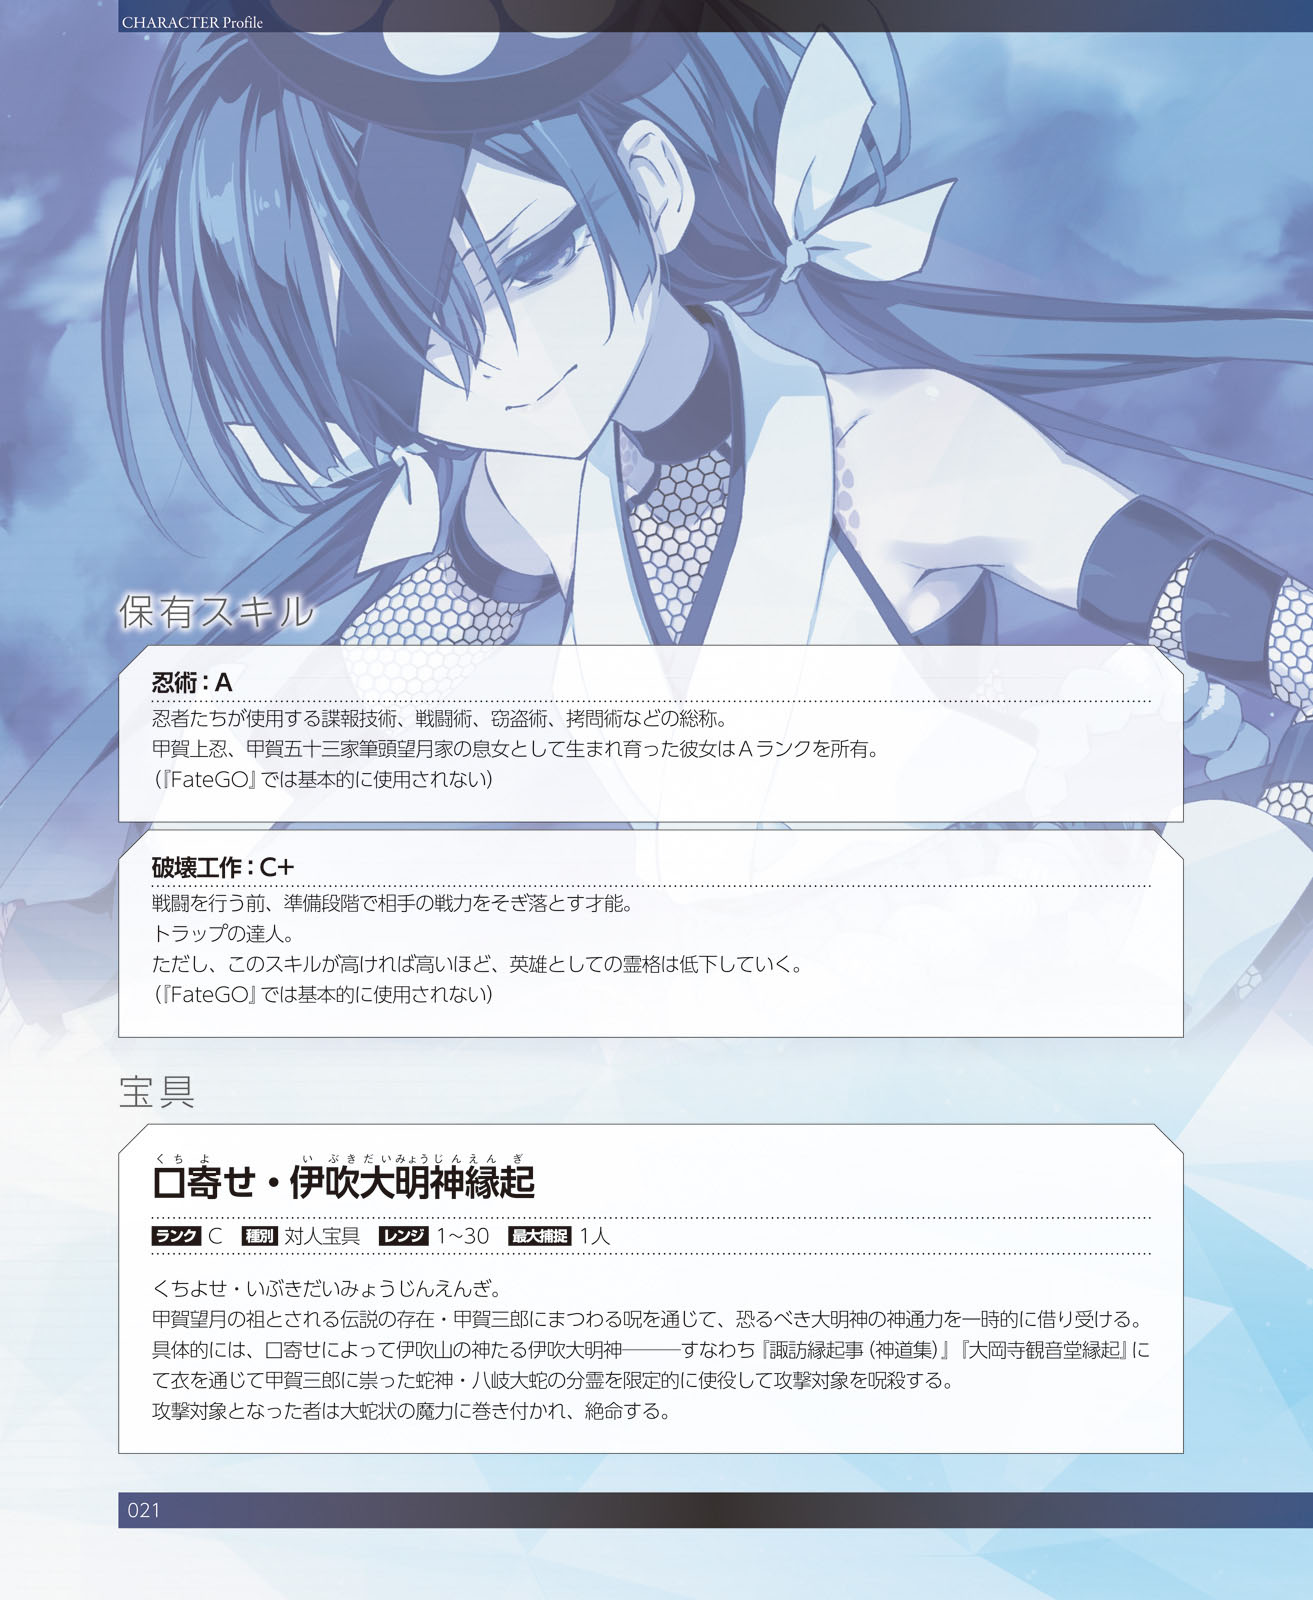 CHARACTER Profile
保有スキル
忍術：A
忍者たちが使用する諜報技術、戦闘術、窃盗術、拷問術などの総称。
甲賀上忍、甲賀五十三家筆頭望月家の息女として生まれ育った彼女はＡランクを所有。
（『FateGO』では基本的に使用されない）
破壊工作：C+
戦闘を行う前、準備段階で相手の戦力をそぎ落とす才能。
トラップの達人。
ただし、このスキルが高ければ高いほど、英雄としての霊格は低下していく。
（『FateGO』では基本的に使用されない）
宝具
くちよ いぶきだいみょうじんえんぎ
口寄せ・伊吹大明神縁起
ランク C 種別 対人宝具 レンジ 1〜30 最大捕捉 1人
くちよせ・いぶきだいみょうじんえんぎ。
甲賀望月の祖とされる伝説の存在・甲賀三郎にまつわる呪を通じて、恐るべき大明神の神通力を一時的に借り受ける。
具体的には、口寄せによって伊吹山の神たる伊吹大明神―――すなわち『諏訪縁起事（神道集）』『大岡寺観音堂縁起』に
て衣を通じて甲賀三郎に祟った蛇神・八岐大蛇の分霊を限定的に使役して攻撃対象を呪殺する。
攻撃対象となった者は大蛇状の魔力に巻き付かれ、絶命する。
021